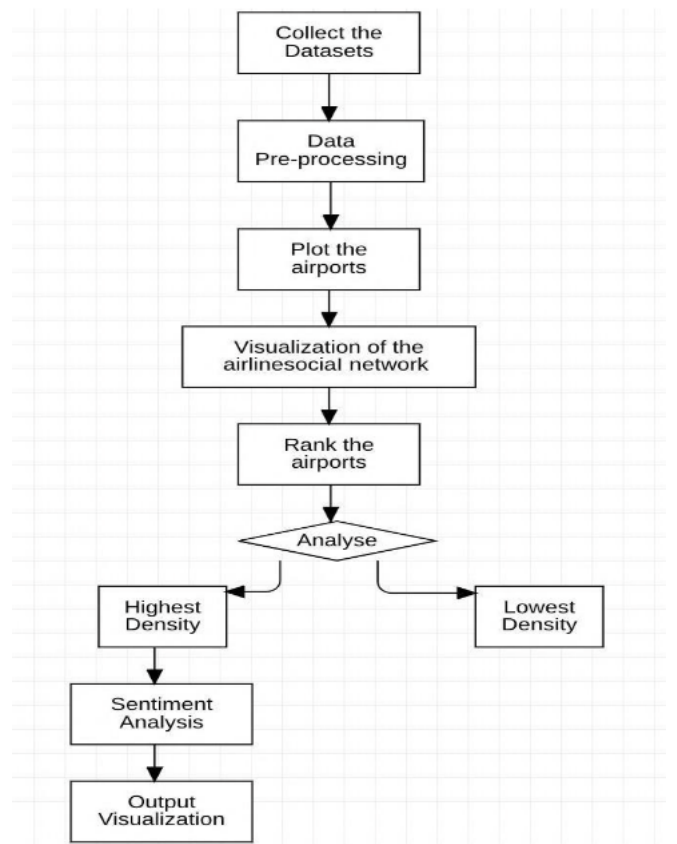 Collect the
Datasets
Data
Pre-processing
Plot the
airports
Visualization of the
airlinesocial network
Rank the
airports
Analyse
Highest
Density
Lowest
Density
Sentiment
Analysis
Output
Visualization